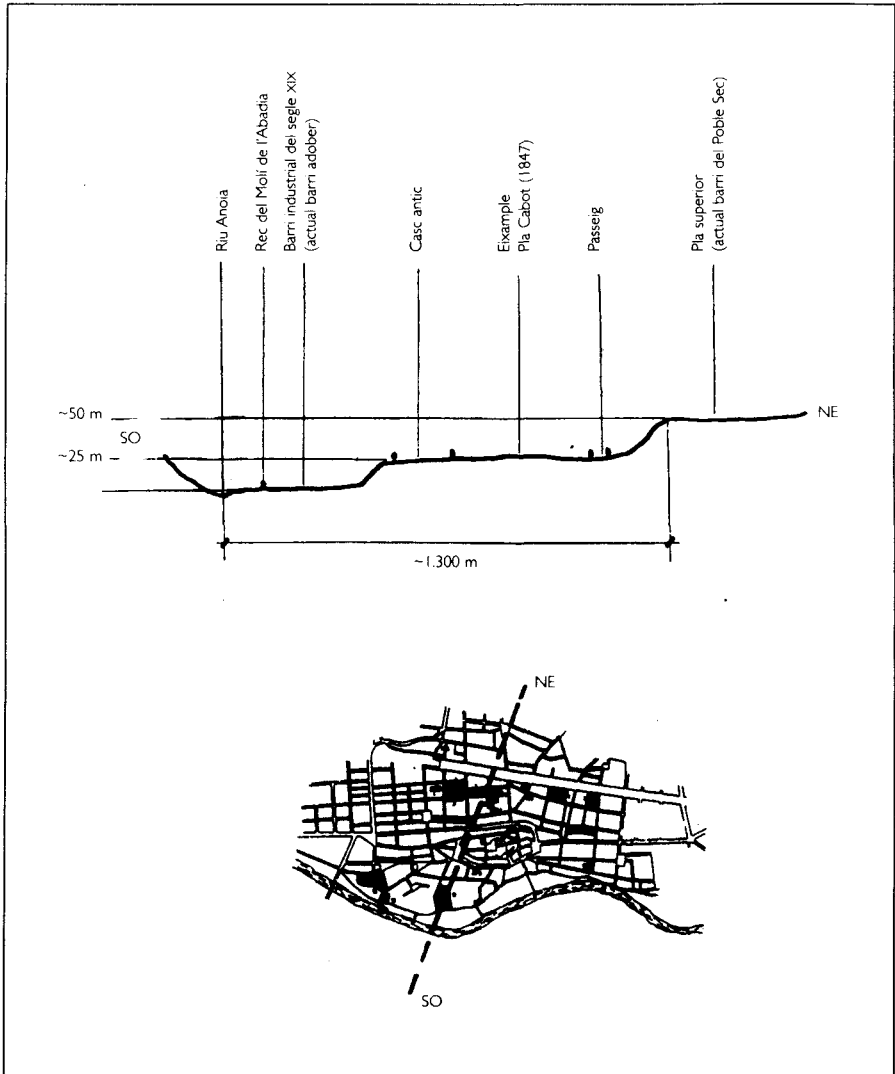 Riu Anoia
Rec del Molí de l'Abadia
Barri industrial del segle XIX
(actual barri adober)
Casc antic
Eixample
Pla Cabot (1847)
Passeig
Pla superior
(actual barri del Poble Sec)
~50 m
NE
SO
~25 m
~1.300 m
NE
SO